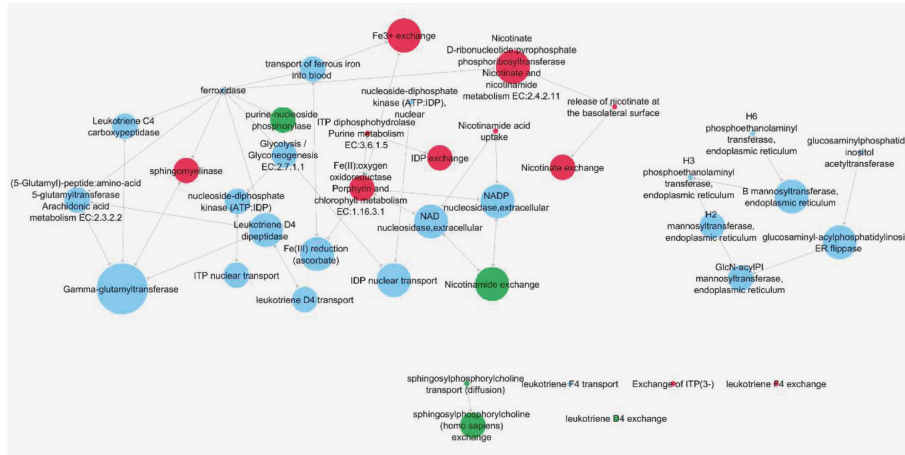 Fe3+ exchange
Nicotinate
D-ribonucleotide:pyrophosphate
phosphoribosyltransferase
Nicotinate and
nicotinamide
metabolism EC:2.4.2.11
transport of ferrous iron
into blood
ferroxidase
nucleoside-diphosphate
kinase (ATP:IDP),
nuclear
release of nicotinate at
the basolateral surface
Leukotriene C4
carboxypeptidase
purine-nucleoside
phosphorylase
ITP diphosphohydrolase
Purine metabolism
EC:3.6.1.5
Nicotinamide acid
uptake
H6
phosphoethanolaminyl
transferase,
endoplasmic reticulum
glucosaminylphosphatid
inositol
acetyltransferase
Glycolysis /
Glyconeogenesis
EC:2.7.1.1
IDP exchange
Nicotinate exchange
sphingomyelinase
Fe(II):oxygen
oxidoreductase
Porphyrin and
chlorophyll metabolism
EC:1.16.3.1
H3
phosphoethanolaminyl
transferase,
endoplasmic reticulum
(5-Glutamyl)-peptide:amino-acid
5-glutamyltransferase
Arachidonic acid
metabolism EC:2.3.2.2
nucleoside-diphosphate
kinase (ATP:IDP)
NADP
nucleosidase,extracellular
B mannosyltransferase,
endoplasmic reticulum
Leukotriene D4
dipeptidase
NAD
nucleosidase,extracellular
H2
mannosyltransferase,
endoplasmic reticulum
glucosaminyl-acylphosphatidylinosi
ER flippase
Fe(III) reduction
(ascorbate)
Gamma-glutamyltransferase
ITP nuclear transport
IDP nuclear transport
Nicotinamide exchange
GlcN-acylPI
mannosyltransferase,
endoplasmic reticulum
leukotriene D4 transport
sphingosylphosphorylcholine
transport (diffusion)
leukotriene F4 transport
Exchange of ITP(3-)
leukotriene F4 exchange
sphingosylphosphorylcholine
(homo sapiens)
exchange
leukotriene D4 exchange